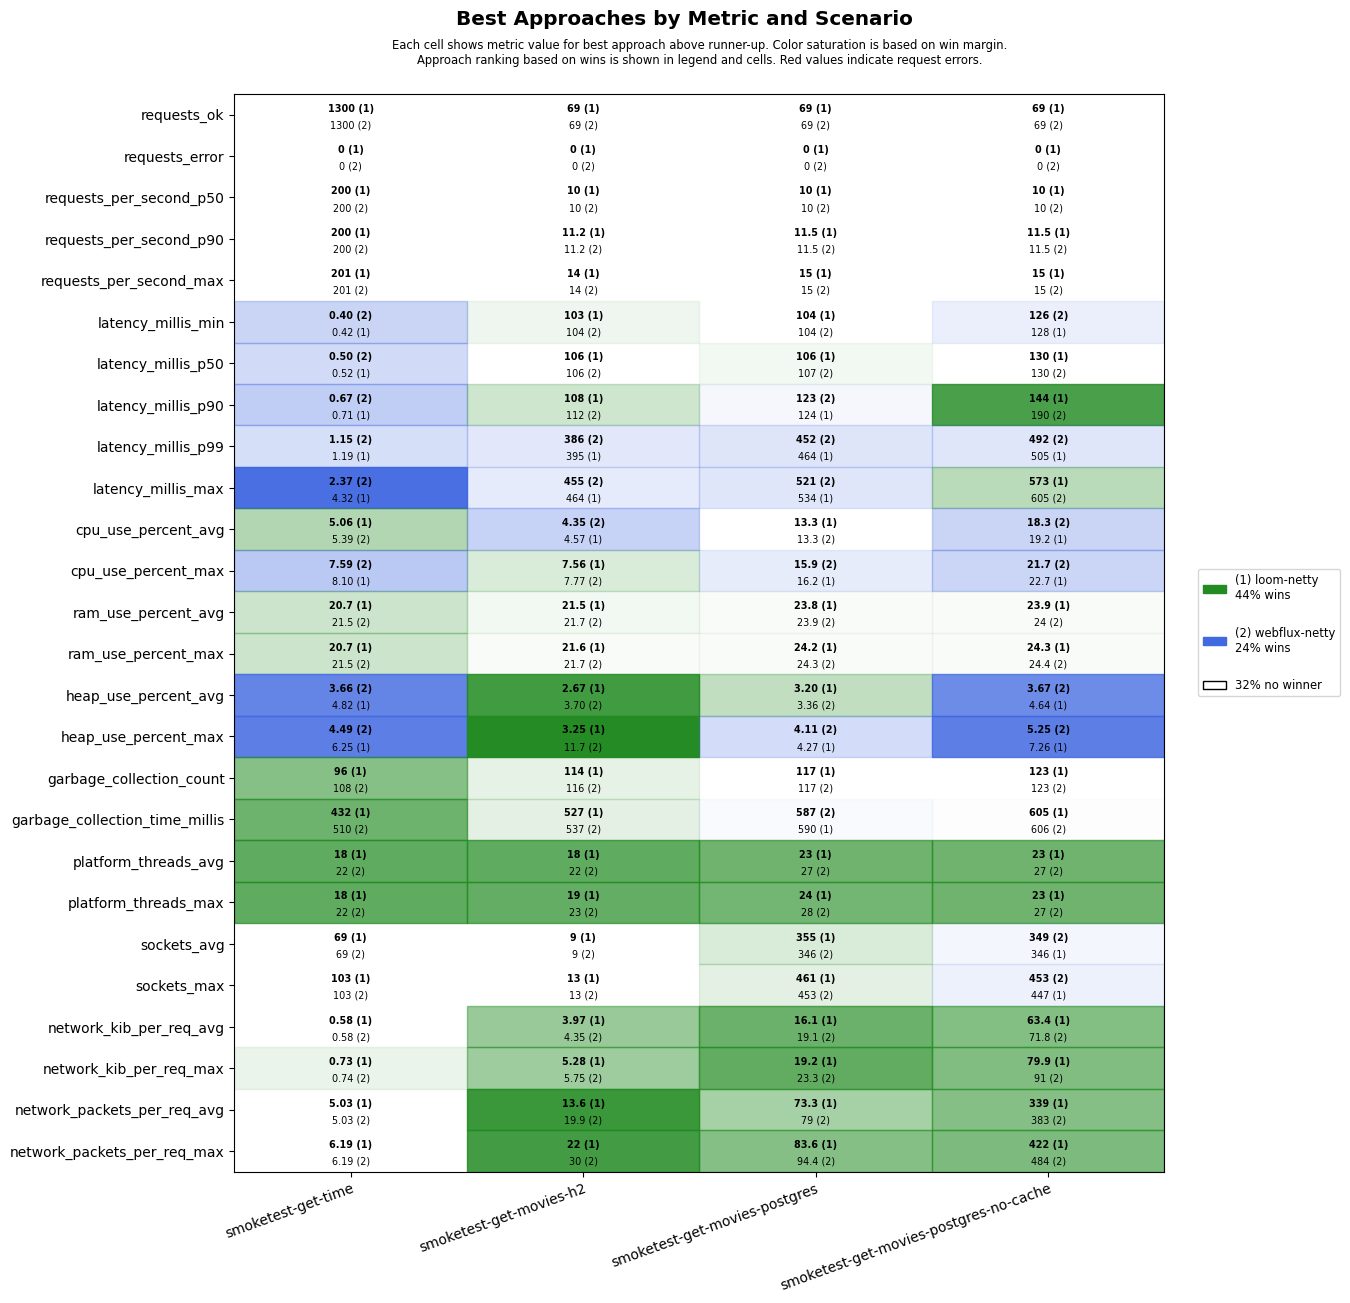 Best Approaches by Metric and Scenario
Each cell shows metric value for best approach above runner-up. Color saturation is based on win margin.
Approach ranking based on wins is shown in legend and cells. Red values indicate request errors.
requests_ok
1300 (1) 69 (1) 69 (1) 69 (1)
1300 (2) 69 (2) 69 (2) 69 (2)
requests_error
0 (1) 0 (1) 0 (1) 0 (1)
0 (2) 0 (2) 0 (2) 0 (2)
requests_per_second_p50
200 (1) 10 (1) 10 (1) 10 (1)
200 (2) 10 (2) 10 (2) 10 (2)
requests_per_second_p90
200 (1) 11.2 (1) 11.5 (1) 11.5 (1)
200 (2) 11.2 (2) 11.5 (2) 11.5 (2)
requests_per_second_max
201 (1) 14 (1) 15 (1) 15 (1)
201 (2) 14 (2) 15 (2) 15 (2)
latency_millis_min
0.40 (2) 103 (1) 104 (1) 126 (2)
0.42 (1) 104 (2) 104 (2) 128 (1)
latency_millis_p50
0.50 (2) 106 (1) 106 (1) 130 (1)
0.52 (1) 106 (2) 107 (2) 130 (2)
latency_millis_p90
0.67 (2) 108 (1) 123 (2) 144 (1)
0.71 (1) 112 (2) 124 (1) 190 (2)
latency_millis_p99
1.15 (2) 386 (2) 452 (2) 492 (2)
1.19 (1) 395 (1) 464 (1) 505 (1)
latency_millis_max
2.37 (2) 455 (2) 521 (2) 573 (1)
4.32 (1) 464 (1) 534 (1) 605 (2)
cpu_use_percent_avg
5.06 (1) 4.35 (2) 13.3 (1) 18.3 (2)
5.39 (2) 4.57 (1) 13.3 (2) 19.2 (1)
cpu_use_percent_max
7.59 (2) 7.56 (1) 15.9 (2) 21.7 (2)
8.10 (1) 7.77 (2) 16.2 (1) 22.7 (1)
ram_use_percent_avg
20.7 (1) 21.5 (1) 23.8 (1) 23.9 (1)
21.5 (2) 21.7 (2) 23.9 (2) 24 (2)
ram_use_percent_max
20.7 (1) 21.6 (1) 24.2 (1) 24.3 (1)
21.5 (2) 21.7 (2) 24.3 (2) 24.4 (2)
heap_use_percent_avg
3.66 (2) 2.67 (1) 3.20 (1) 3.67 (2)
4.82 (1) 3.70 (2) 3.36 (2) 4.64 (1)
heap_use_percent_max
4.49 (2) 3.25 (1) 4.11 (2) 5.25 (2)
6.25 (1) 11.7 (2) 4.27 (1) 7.26 (1)
garbage_collection_count
96 (1) 114 (1) 117 (1) 123 (1)
108 (2) 116 (2) 117 (2) 123 (2)
garbage_collection_time_millis
432 (1) 527 (1) 587 (2) 605 (1)
510 (2) 537 (2) 590 (1) 606 (2)
platform_threads_avg
18 (1) 18 (1) 23 (1) 23 (1)
22 (2) 22 (2) 27 (2) 27 (2)
platform_threads_max
18 (1) 19 (1) 24 (1) 23 (1)
22 (2) 23 (2) 28 (2) 27 (2)
sockets_avg
69 (1) 9 (1) 355 (1) 349 (2)
69 (2) 9 (2) 346 (2) 346 (1)
sockets_max
103 (1) 13 (1) 461 (1) 453 (2)
103 (2) 13 (2) 453 (2) 447 (1)
network_kib_per_req_avg
0.58 (1) 3.97 (1) 16.1 (1) 63.4 (1)
0.58 (2) 4.35 (2) 19.1 (2) 71.8 (2)
network_kib_per_req_max
0.73 (1) 5.28 (1) 19.2 (1) 79.9 (1)
0.74 (2) 5.75 (2) 23.3 (2) 91 (2)
network_packets_per_req_avg
5.03 (1) 13.6 (1) 73.3 (1) 339 (1)
5.03 (2) 19.9 (2) 79 (2) 383 (2)
network_packets_per_req_max
6.19 (1) 22 (1) 83.6 (1) 422 (1)
6.19 (2) 30 (2) 94.4 (2) 484 (2)
smoketest-get-time
smoketest-get-movies-h2
smoketest-get-movies-postgres
smoketest-get-movies-postgres-no-cache
(1) loom-netty
44% wins
(2) webflux-netty
24% wins
32% no winner